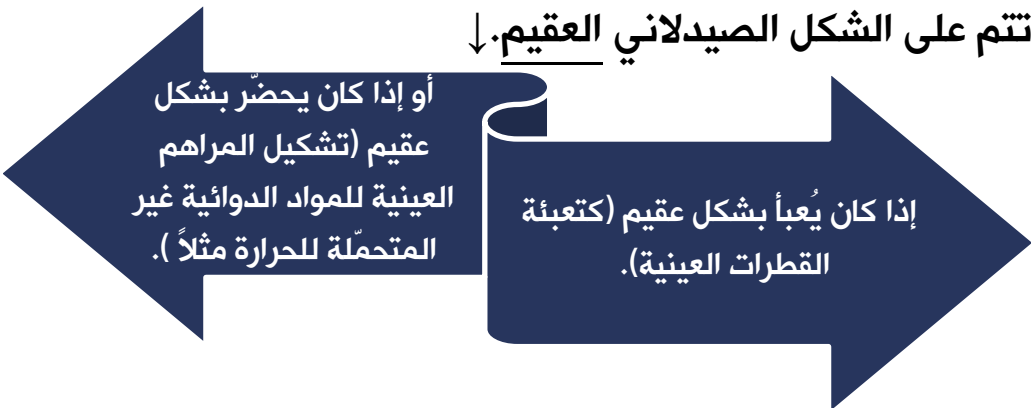 تتم على الشكل الصيدلاني العقيم.↓
إذا كان يُعبأ بشكل عقيم (كتعبئة
القطرات العينية).
أو إذا كان يحضّر بشكل
عقيم (تشكيل المراهم
العينية للمواد الدوائية غير
المتحمّلة للحرارة مثلاً ).